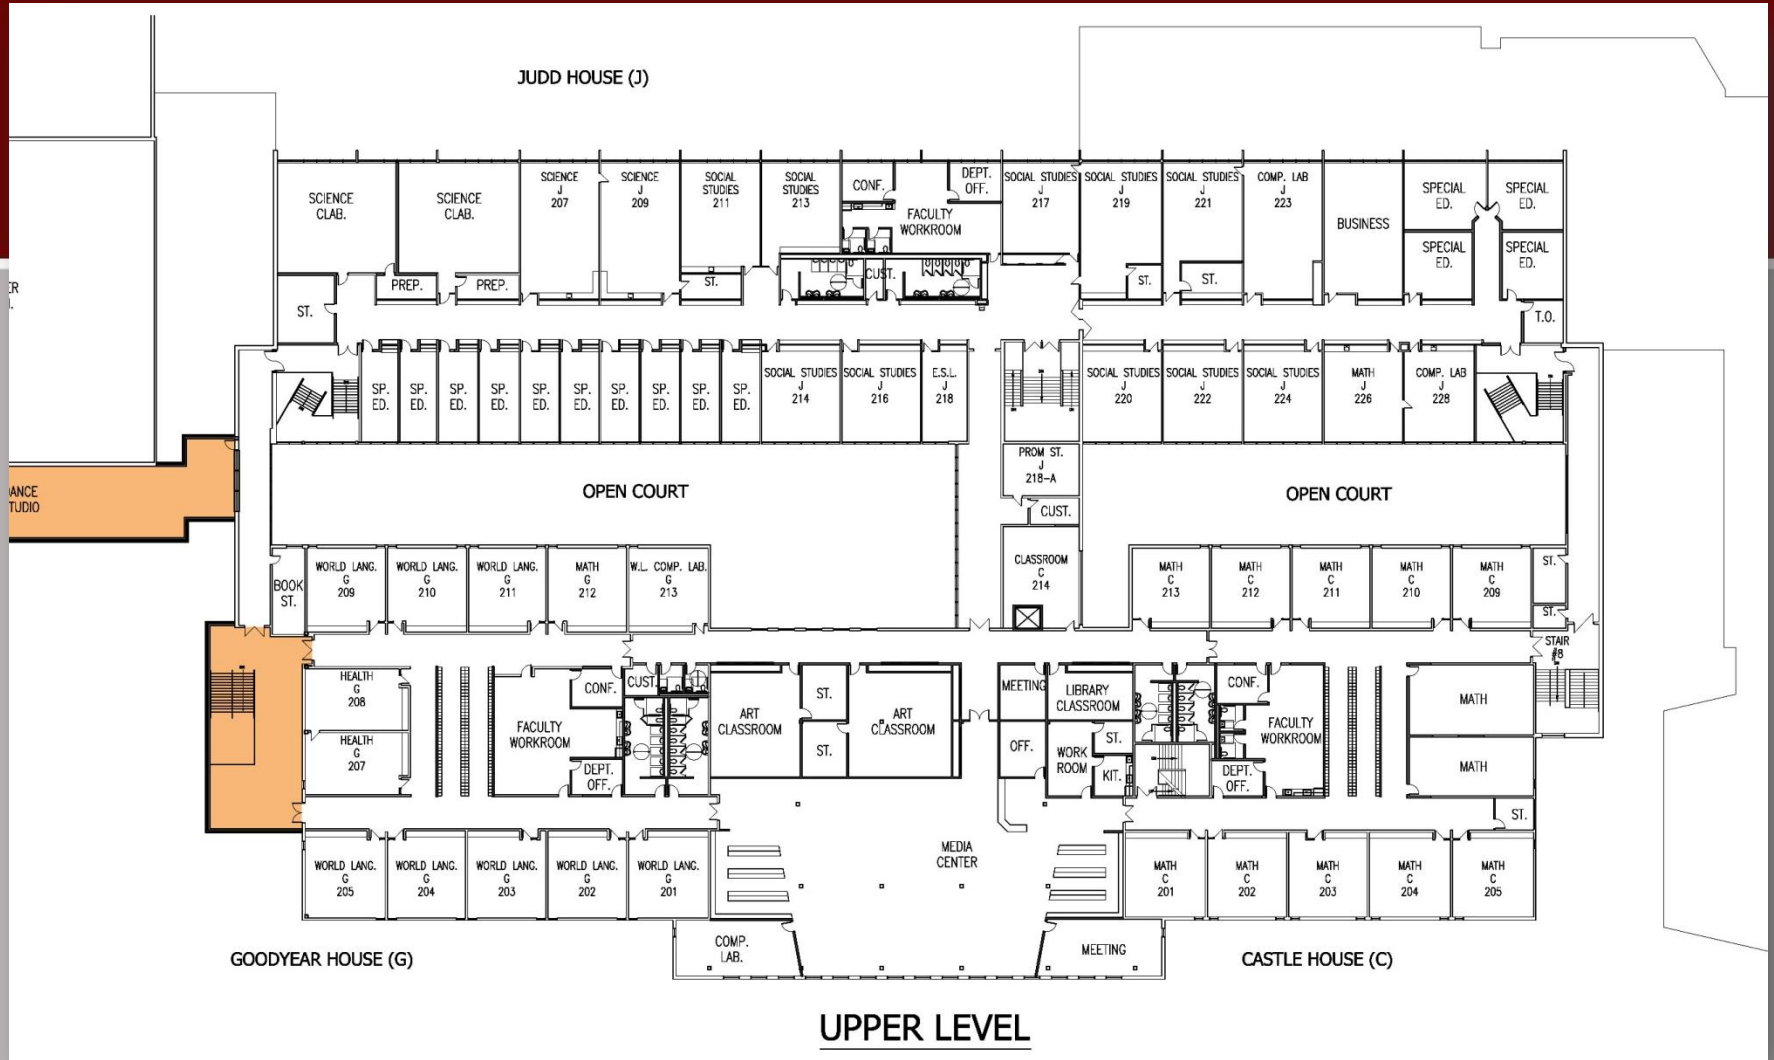 JUDD HOUSE (J)
SCIENCE
CLAB.
SCIENCE
CLAB.
SCIENCE
J
207
SCIENCE
J
209
SOCIAL
STUDIES
211
SOCIAL
STUDIES
213
CONF.
DEPT.
OFF.
FACULTY
WORKROOM
SOCIAL STUDIES
J
217
SOCIAL STUDIES
J
219
SOCIAL STUDIES
J
221
COMP. LAB
J
223
BUSINESS
SPECIAL
ED.
SPECIAL
ED.
SPECIAL
ED.
SPECIAL
ED.
ST.
PREP.
PREP.
ST.
CUST.
ST.
ST.
T.O.
SP.
ED.
SP.
ED.
SP.
ED.
SP.
ED.
SP.
ED.
SP.
ED.
SP.
ED.
SP.
ED.
SP.
ED.
SP.
ED.
SOCIAL STUDIES
J
214
SOCIAL STUDIES
J
216
E.S.L.
J
218
SOCIAL STUDIES
J
220
SOCIAL STUDIES
J
222
SOCIAL STUDIES
J
224
MATH
J
226
COMP. LAB
J
228
PROM ST.
J
218-A
CUST.
OPEN COURT
OPEN COURT
BOOK
ST.
WORLD LANG.
G
209
WORLD LANG.
G
210
WORLD LANG.
G
211
MATH
G
212
W.L. COMP. LAB.
G
213
CLASSROOM
C
214
MATH
C
213
MATH
C
212
MATH
C
211
MATH
C
210
MATH
C
209
ST.
ST.
STAIR
#8
HEALTH
G
208
HEALTH
G
207
FACULTY
WORKROOM
CONF.
DEPT.
OFF.
CUST.
ART
CLASSROOM
ST.
ST.
ART
CLASSROOM
MEETING
LIBRARY
CLASSROOM
OFF.
WORK
ROOM
ST.
KIT.
CONF.
FACULTY
WORKROOM
DEPT.
OFF.
MATH
MATH
ST.
WORLD LANG.
G
205
WORLD LANG.
G
204
WORLD LANG.
G
203
WORLD LANG.
G
202
WORLD LANG.
G
201
MEDIA
CENTER
MATH
C
201
MATH
C
202
MATH
C
203
MATH
C
204
MATH
C
205
COMP.
LAB.
MEETING
GOODYEAR HOUSE (G)
CASTLE HOUSE (C)
UPPER LEVEL